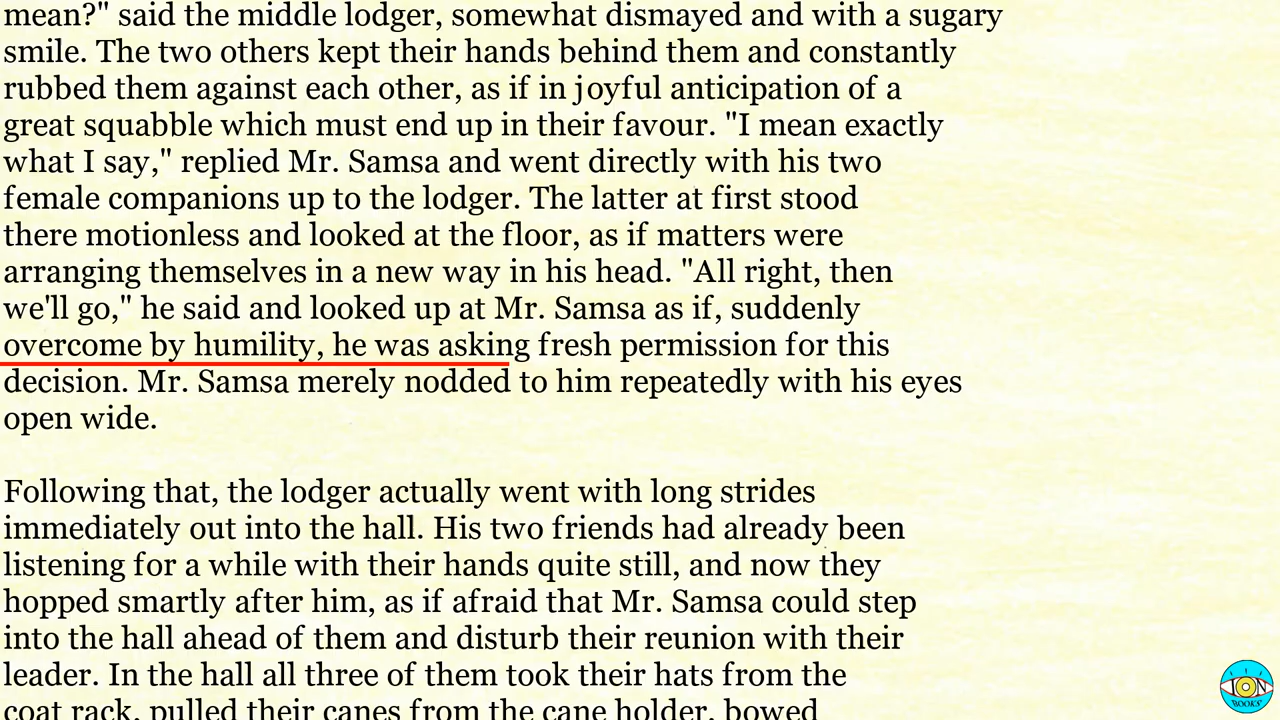 mean?" said the middle lodger, somewhat dismayed and with a sugary
smile. The two others kept their hands behind them and constantly
rubbed them against each other, as if in joyful anticipation of a
great squabble which must end up in their favour. "I mean exactly
what I say," replied Mr. Samsa and went directly with his two
female companions up to the lodger. The latter at first stood
there motionless and looked at the floor, as if matters were
arranging themselves in a new way in his head. "All right, then
we'll go," he said and looked up at Mr. Samsa as if, suddenly
overcome by humility, he was asking fresh permission for this
decision. Mr. Samsa merely nodded to him repeatedly with his eyes
open wide.
Following that, the lodger actually went with long strides
immediately out into the hall. His two friends had already been
listening for a while with their hands quite still, and now they
hopped smartly after him, as if afraid that Mr. Samsa could step
into the hall ahead of them and disturb their reunion with their
leader. In the hall all three of them took their hats from the
coat rack, pulled their canes from the cane holder, bowed
ION
BOOKS